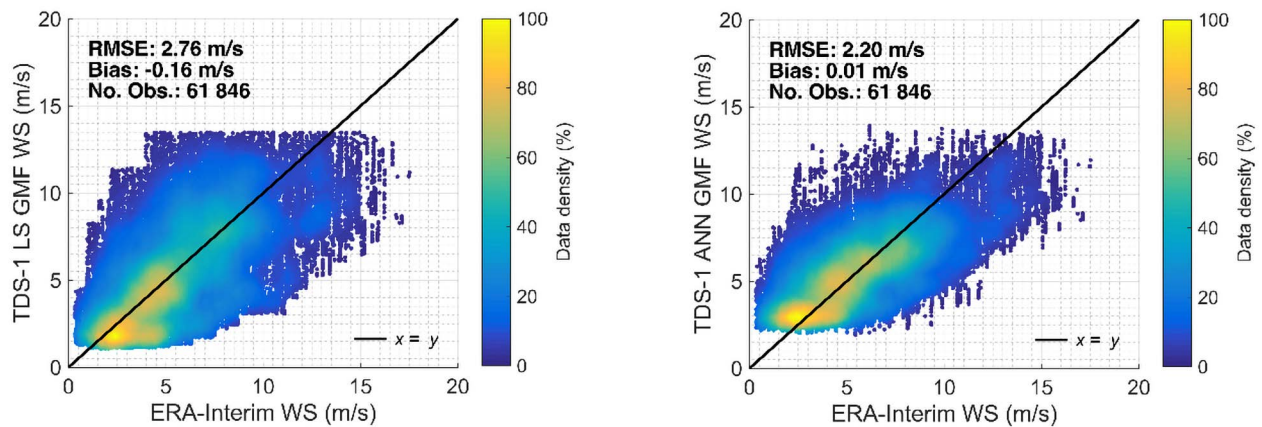 RMSE: 2.76 m/s
Bias: -0.16 m/s
No. Obs.: 61 846
x = y
TDS-1 LS GMF WS (m/s)
20
15
10
5
0
0 5 10 15 20
ERA-Interim WS (m/s)
100
80
60
40
20
0
Data density (%)
RMSE: 2.20 m/s
Bias: 0.01 m/s
No. Obs.: 61 846
x = y
TDS-1 ANN GMF WS (m/s)
20
15
10
5
0
0 5 10 15 20
ERA-Interim WS (m/s)
100
80
60
40
20
0
Data density (%)